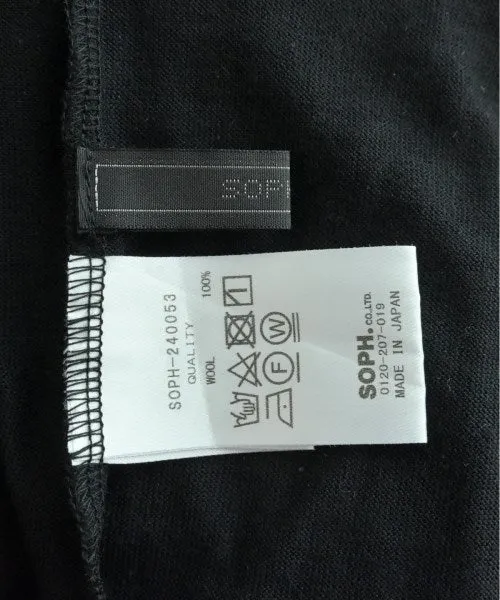 SOPH
SOPH-240053
QUALITY
WOOL 100%
SOPH.CO.,LTD.
0120-207-019
MADE IN JAPAN